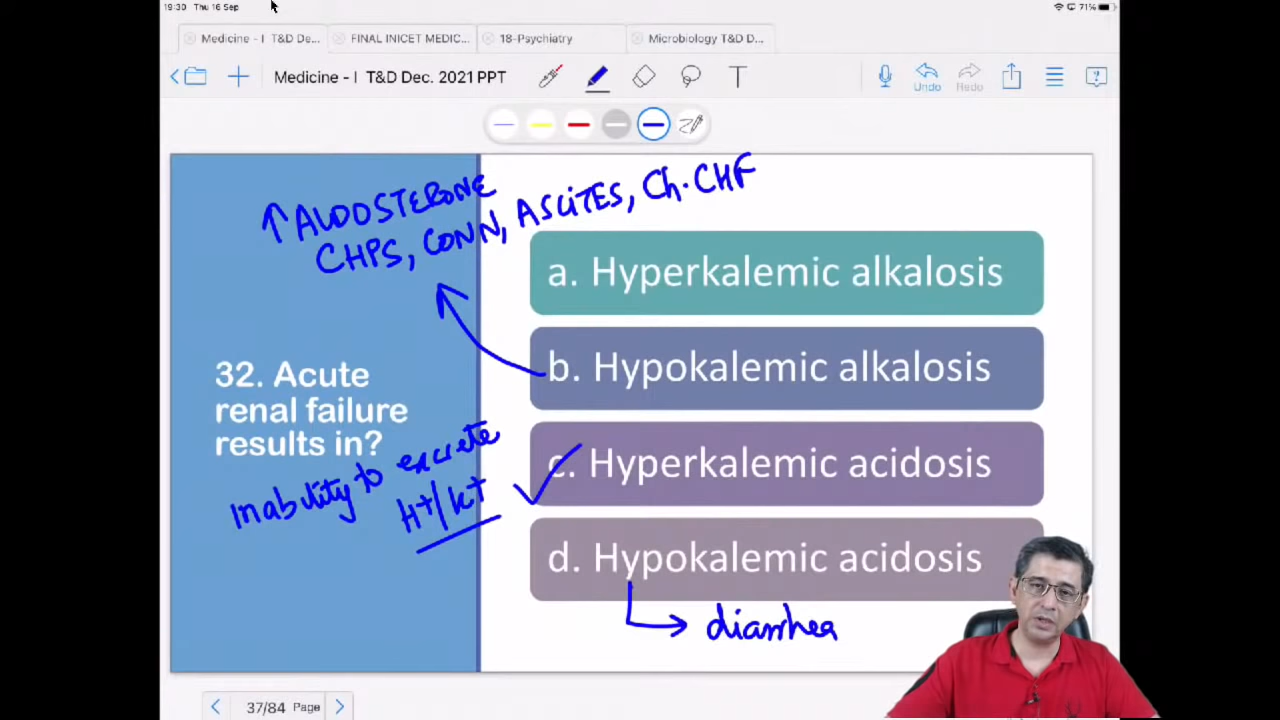 19:30 Thu 16 Sep
71%
Medicine - I T&D De...
FINAL INICET MEDIC...
18-Psychiatry
Microbiology T&D D...
Medicine - I T&D Dec. 2021 PPT
T
Undo
Redo
↑ ALDOSTERONE
CHPS, CONN, ASCITES, Ch. CHF
a. Hyperkalemic alkalosis
b. Hypokalemic alkalosis
32. Acute
renal failure
results in?
inability to excrete
H+/K+
c. Hyperkalemic acidosis
d. Hypokalemic acidosis
diarrhea
37/84 Page